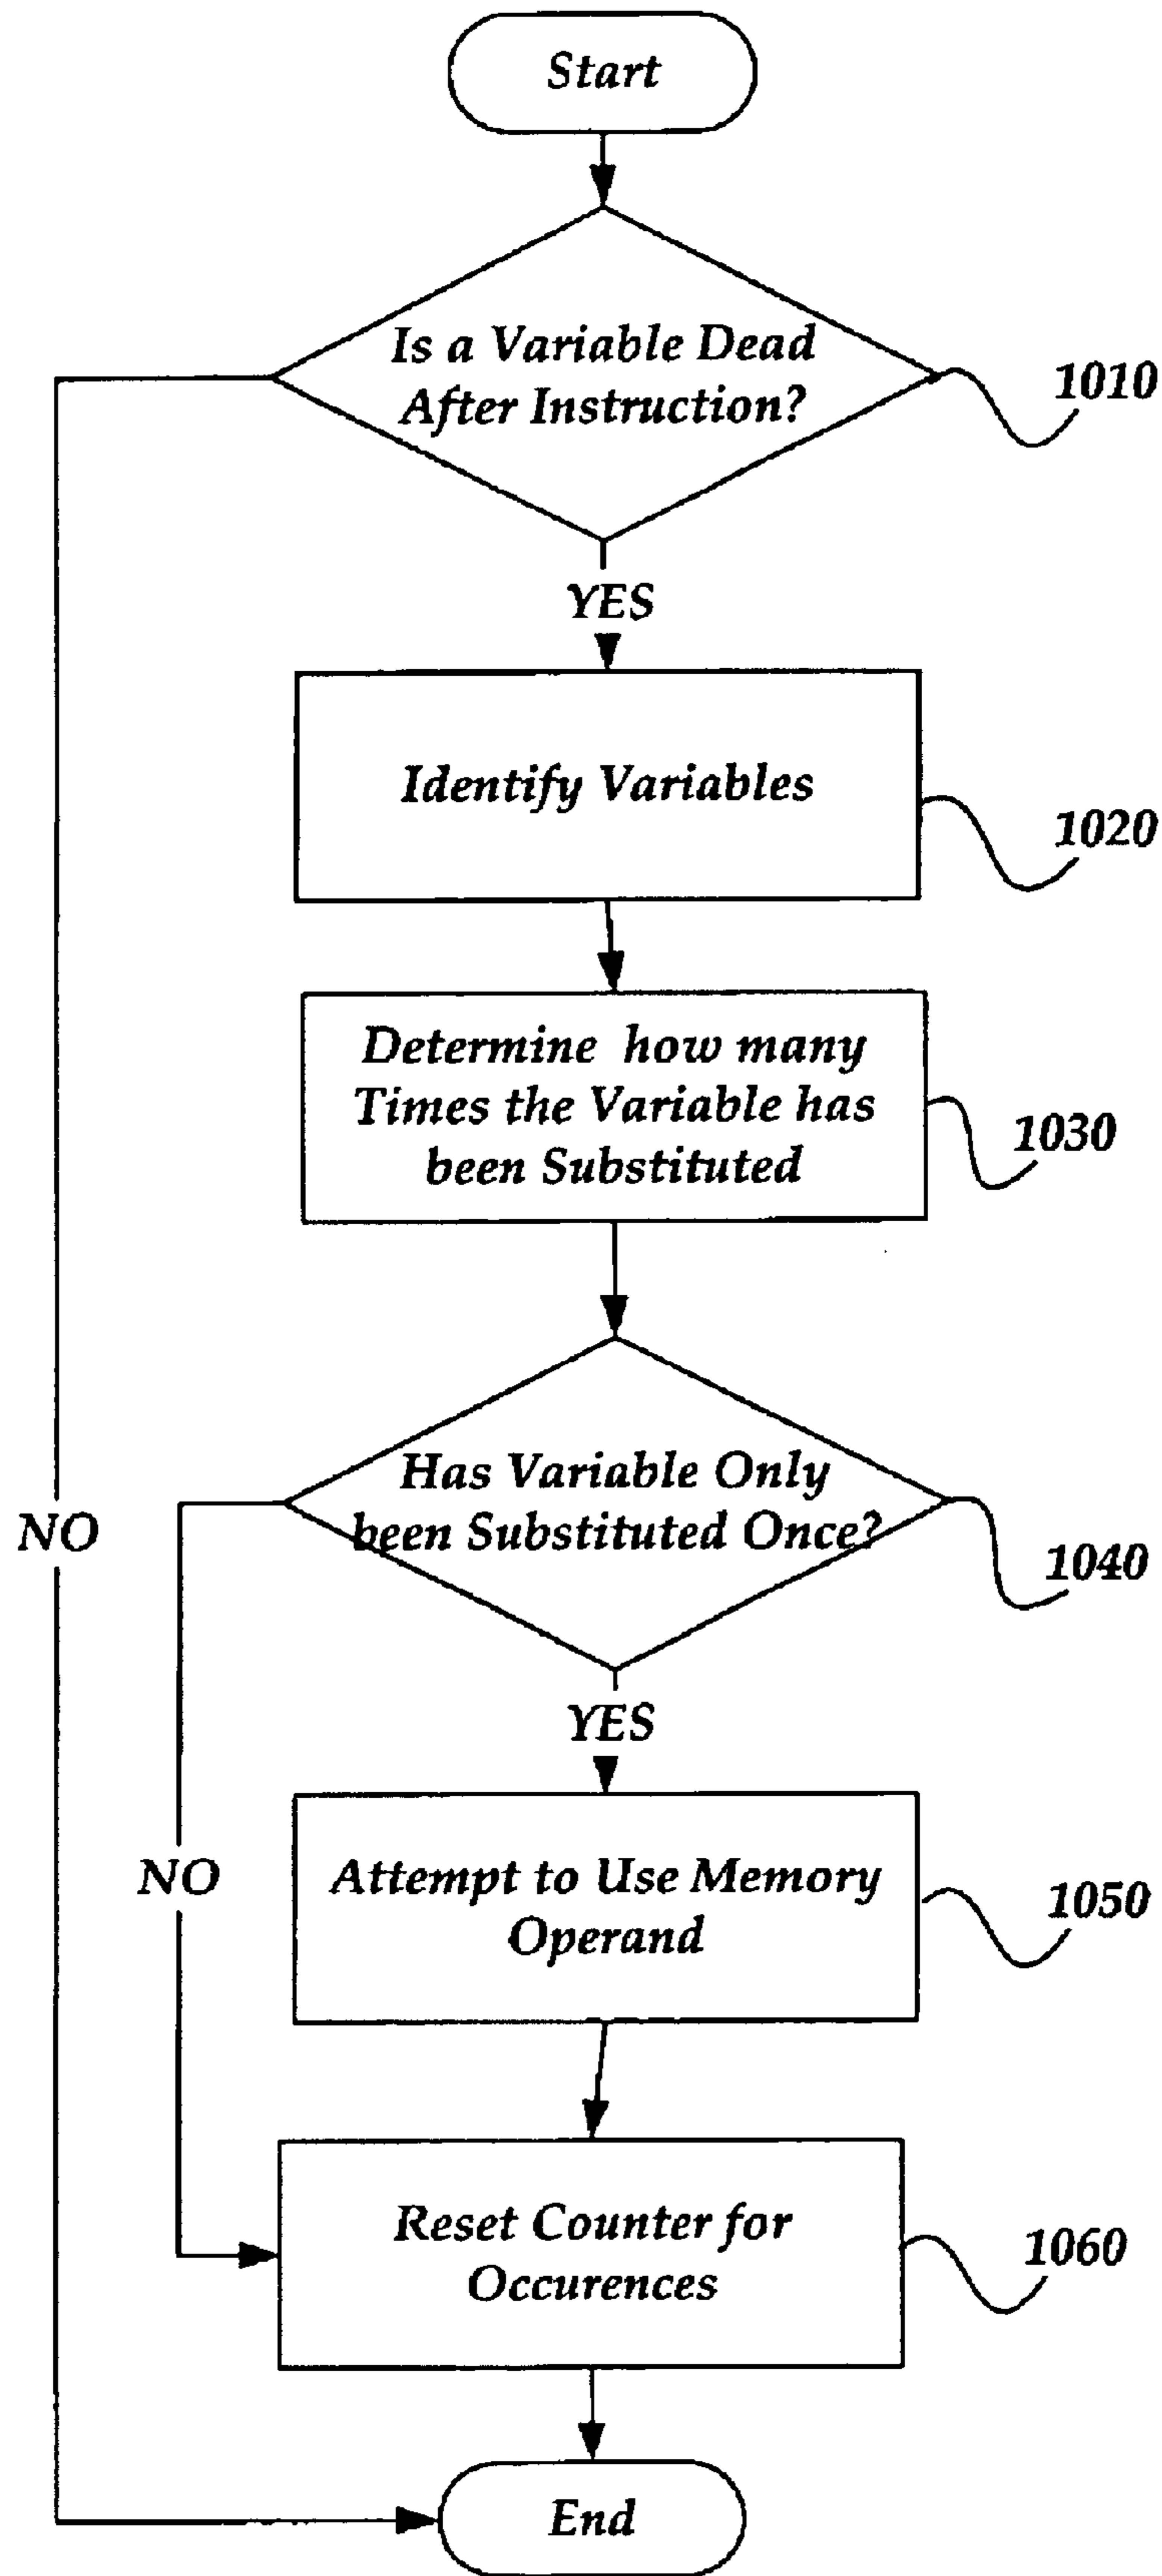 Start
Is a Variable Dead
After Instruction?
1010
YES
Identify Variables
1020
Determine how many
Times the Variable has
been Substituted
1030
Has Variable Only
been Substituted Once?
1040
NO
YES
NO
Attempt to Use Memory
Operand
1050
Reset Counter for
Occurences
1060
End